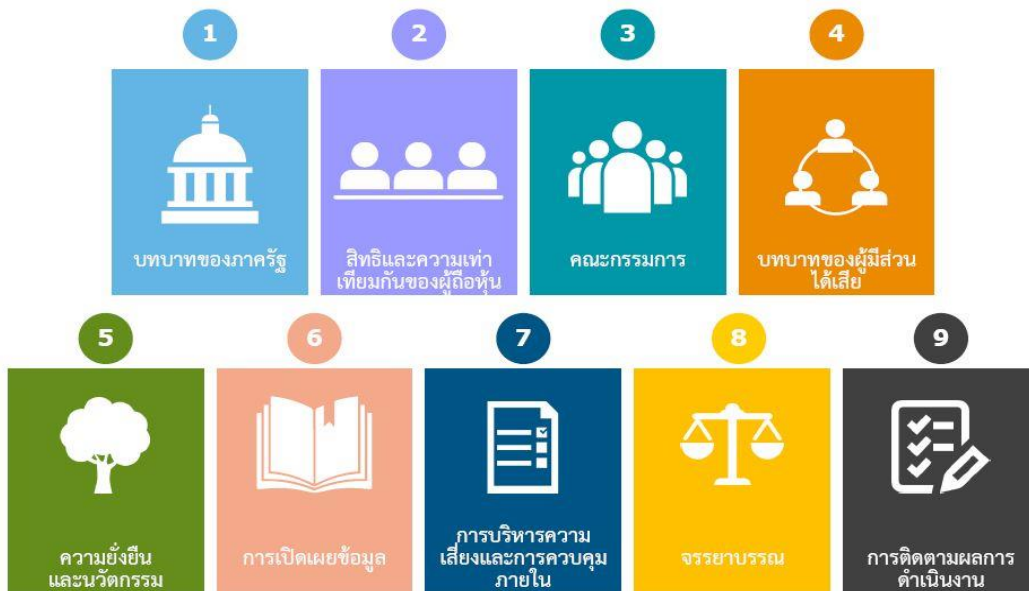 1
2
3
4
บทบาทของภาครัฐ
สิทธิและความเท่า
เทียมกันของผู้ถือหุ้น
คณะกรรมการ
บทบาทของผู้มีส่วน
ได้เสีย
5
6
7
8
9
ความยั่งยืน
และนวัตกรรม
การเปิดเผยข้อมูล
การบริหารความ
เสี่ยงและการควบคุม
ภายใน
จรรยาบรรณ
การติดตามผลการ
ดำเนินงาน